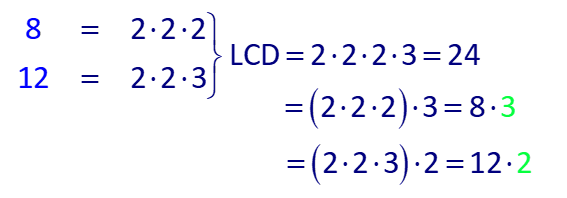 8 = 2·2·2
12 = 2·2·3
LCD = 2·2·2·3 = 24
= (2·2·2)·3 = 8·3
= (2·2·3)·2 = 12·2